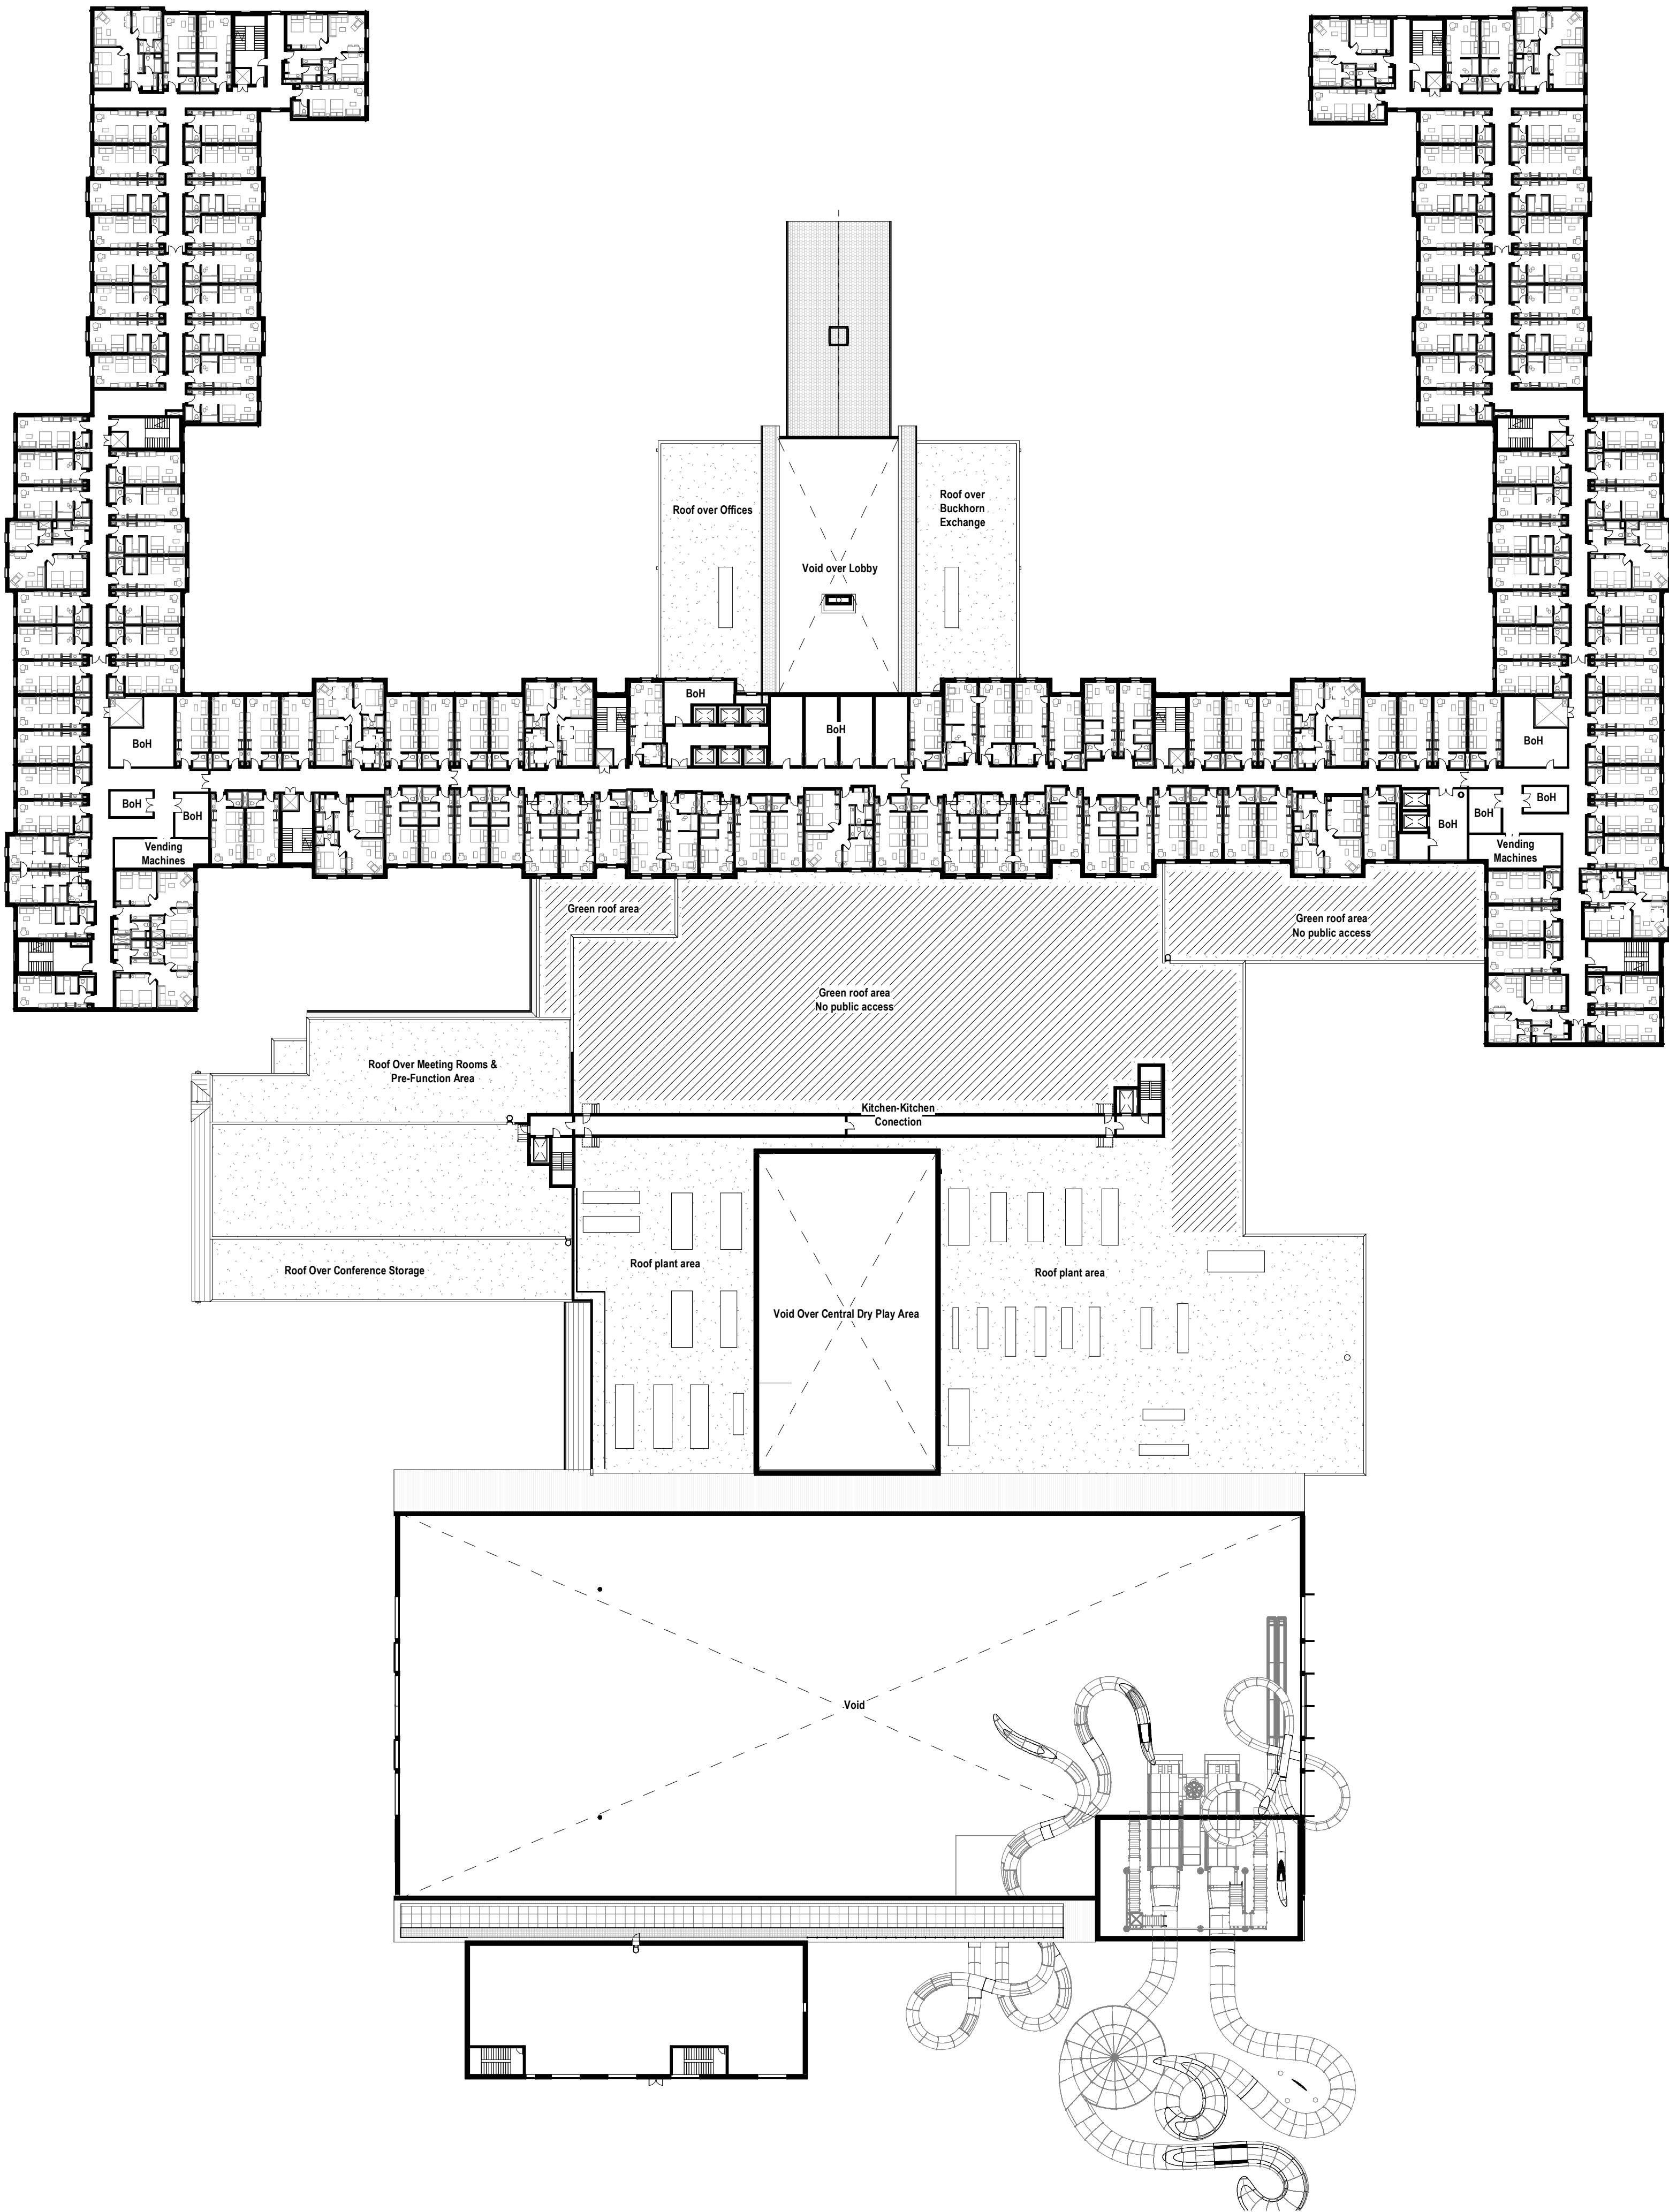 Roof over Offices
Roof over
Buckhorn
Exchange
Void over Lobby
BoH
BoH
BoH
BoH
BoH
BoH
Vending
Machines
BoH
BoH
BoH
Vending
Machines
Green roof area
Green roof area
No public access
Green roof area
No public access
Roof Over Meeting Rooms &
Pre-Function Area
Kitchen-Kitchen
Conection
Roof plant area
Roof plant area
Roof Over Conference Storage
Void Over Central Dry Play Area
Void